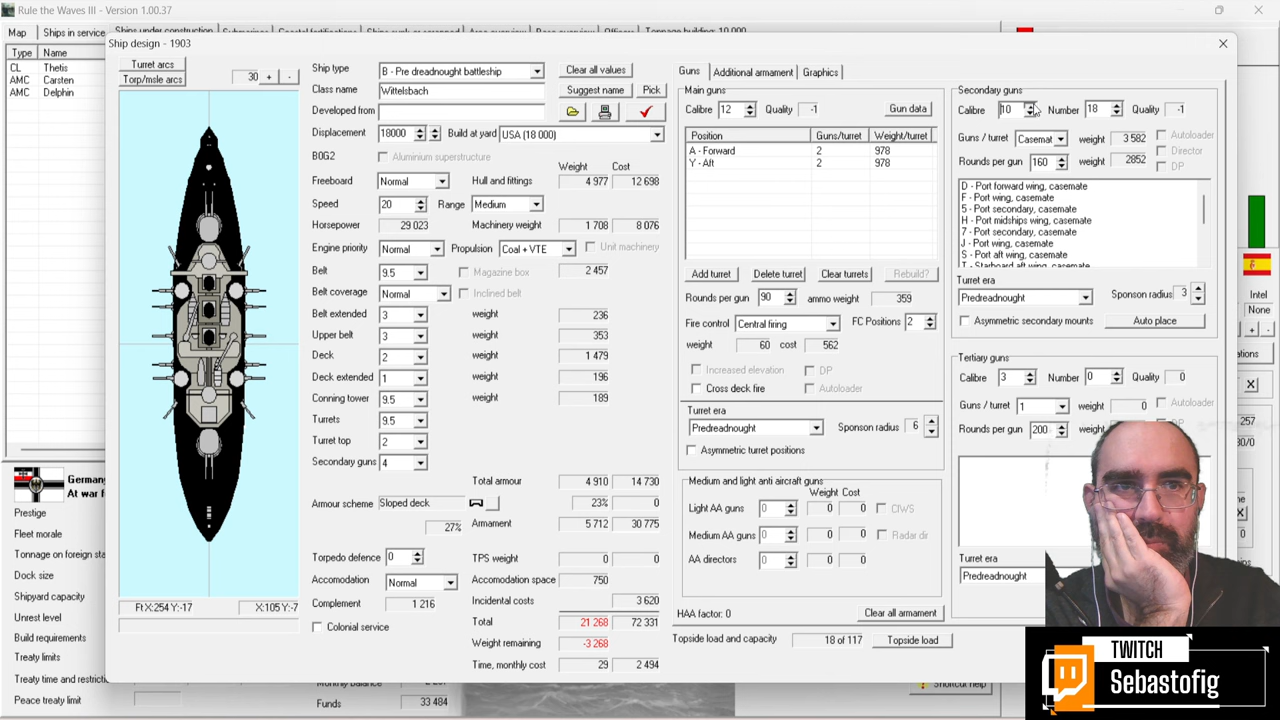 Rule the Waves III - Version 1.00.37
Map Ships in service
Type Name
CL Thetis
AMC Carsten
AMC Delphin
Ship design - 1903
Turret arcs
Torp/msle arcs
30 + -
Ft X:254 Y:-17 X:105 Y:-7
Ship type B - Pre dreadnought battleship Clear all values
Class name Wittelsbach Suggest name Pick
Developed from
Displacement 18000 Build at yard USA (18 000)
B0G2 Aluminium superstructure
Weight Cost
Freeboard Normal Hull and fittings 4 977 12 698
Speed 20 Range Medium
Horsepower 29 023 Machinery weight 1 708 8 076
Engine priority Normal Propulsion Coal + VTE Unit machinery
Belt 9.5 Magazine box 2 457
Belt coverage Normal Inclined belt
Belt extended 3 weight 236
Upper belt 3 weight 353
Deck 2 weight 1 479
Deck extended 1 weight 196
Conning tower 9.5 weight 189
Turrets 9.5
Turret top 2
Secondary guns 4
Total armour 4 910 14 730
Armour scheme Sloped deck 23% 0
27% Armament 5 712 30 775
Torpedo defence 0 TPS weight 0 0
Accomodation Normal Accomodation space 750
Complement 1 216 Incidental costs 3 620
Colonial service Total 21 268 72 331
Weight remaining -3 268
Time, monthly cost 29 2 494
Guns Additional armament Graphics
Main guns
Calibre 12 Quality -1 Gun data
Position Guns/turret Weight/turret
A - Forward 2 978
Y - Aft 2 978
Add turret Delete turret Clear turrets Rebuild?
Rounds per gun 90 ammo weight 359
Fire control Central firing FC Positions 2
weight 60 cost 562
Increased elevation DP
Cross deck fire Autoloader
Turret era
Predreadnought Sponson radius 6
Asymmetric turret positions
Medium and light anti aircraft guns
Weight Cost
Light AA guns 0 0 0 CIWS
Medium AA guns 0 0 0 Radar dir
AA directors 0 0 0
HAA factor: 0 Clear all armament
Topside load and capacity 18 of 117 Topside load
Secondary guns
Calibre 10 Number 18 Quality -1
Guns / turret Casemat weight 3 582 Autoloader
Director
Rounds per gun 160 weight 2852 DP
D - Port forward wing, casemate
F - Port wing, casemate
5 - Port secondary, casemate
H - Port midships wing, casemate
7 - Port secondary, casemate
J - Port wing, casemate
S - Port aft wing, casemate
T - Starboard aft wing, casemate
Turret era
Predreadnought Sponson radius 3
Asymmetric secondary mounts Auto place
Tertiary guns
Calibre 3 Number 0 Quality 0
Guns / turret 1 weight 0 Autoloader
Rounds per gun 200 weight
Turret era
Predreadnought
Intel
None
+ -
ations
X
257
Germany
At war
Prestige
Fleet morale
Tonnage on foreign sta
Dock size
Shipyard capacity
Unrest level
Build requirements
Treaty limits
Treaty time and restrictio
Peace treaty limit
Monthly balance
Funds 33 484
Shortcut help
TWITCH
Sebastofig